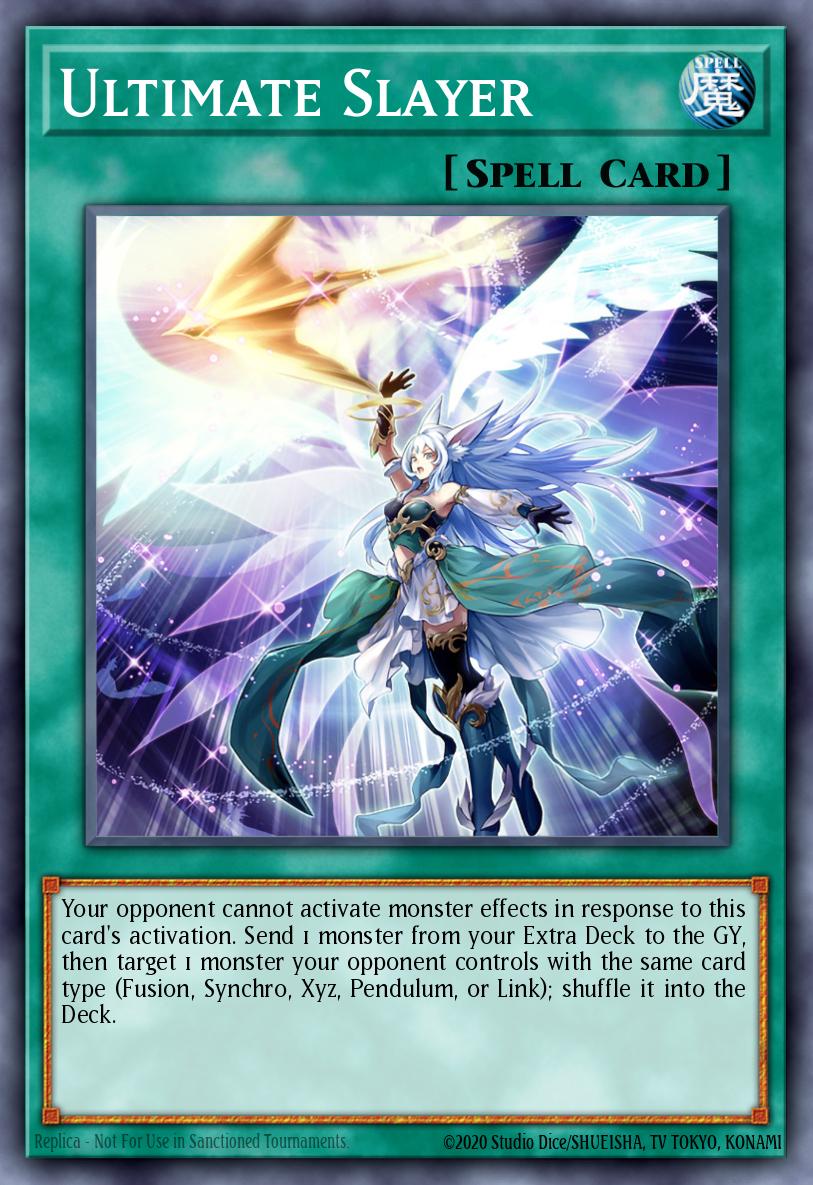 Ultimate Slayer
SPELL
魔
[Spell Card]
Your opponent cannot activate monster effects in response to this
card's activation. Send 1 monster from your Extra Deck to the GY,
then target 1 monster your opponent controls with the same card
type (Fusion, Synchro, Xyz, Pendulum, or Link); shuffle it into the
Deck.
Replica - Not For Use in Sanctioned Tournaments.
©2020 Studio Dice/SHUEISHA, TV TOKYO, KONAMI